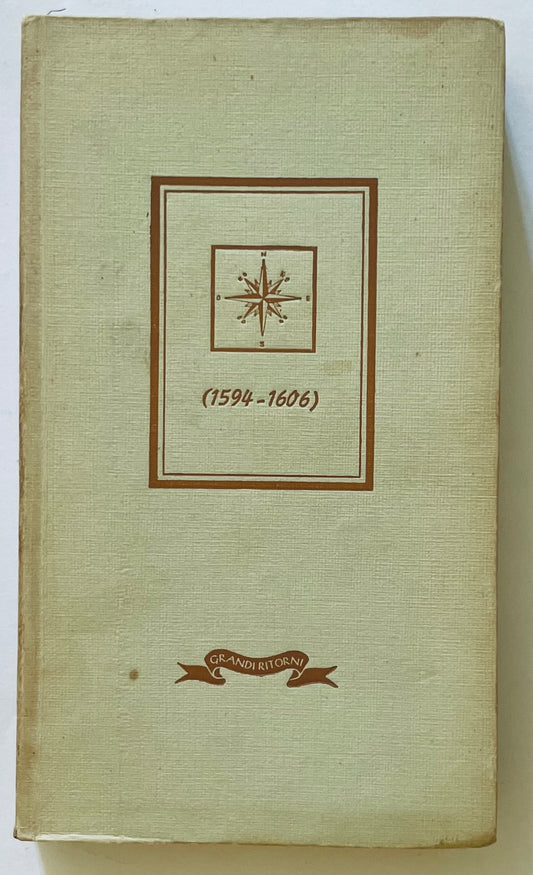 N
O E
S
(1594-1606)
GRANDI RITORNI